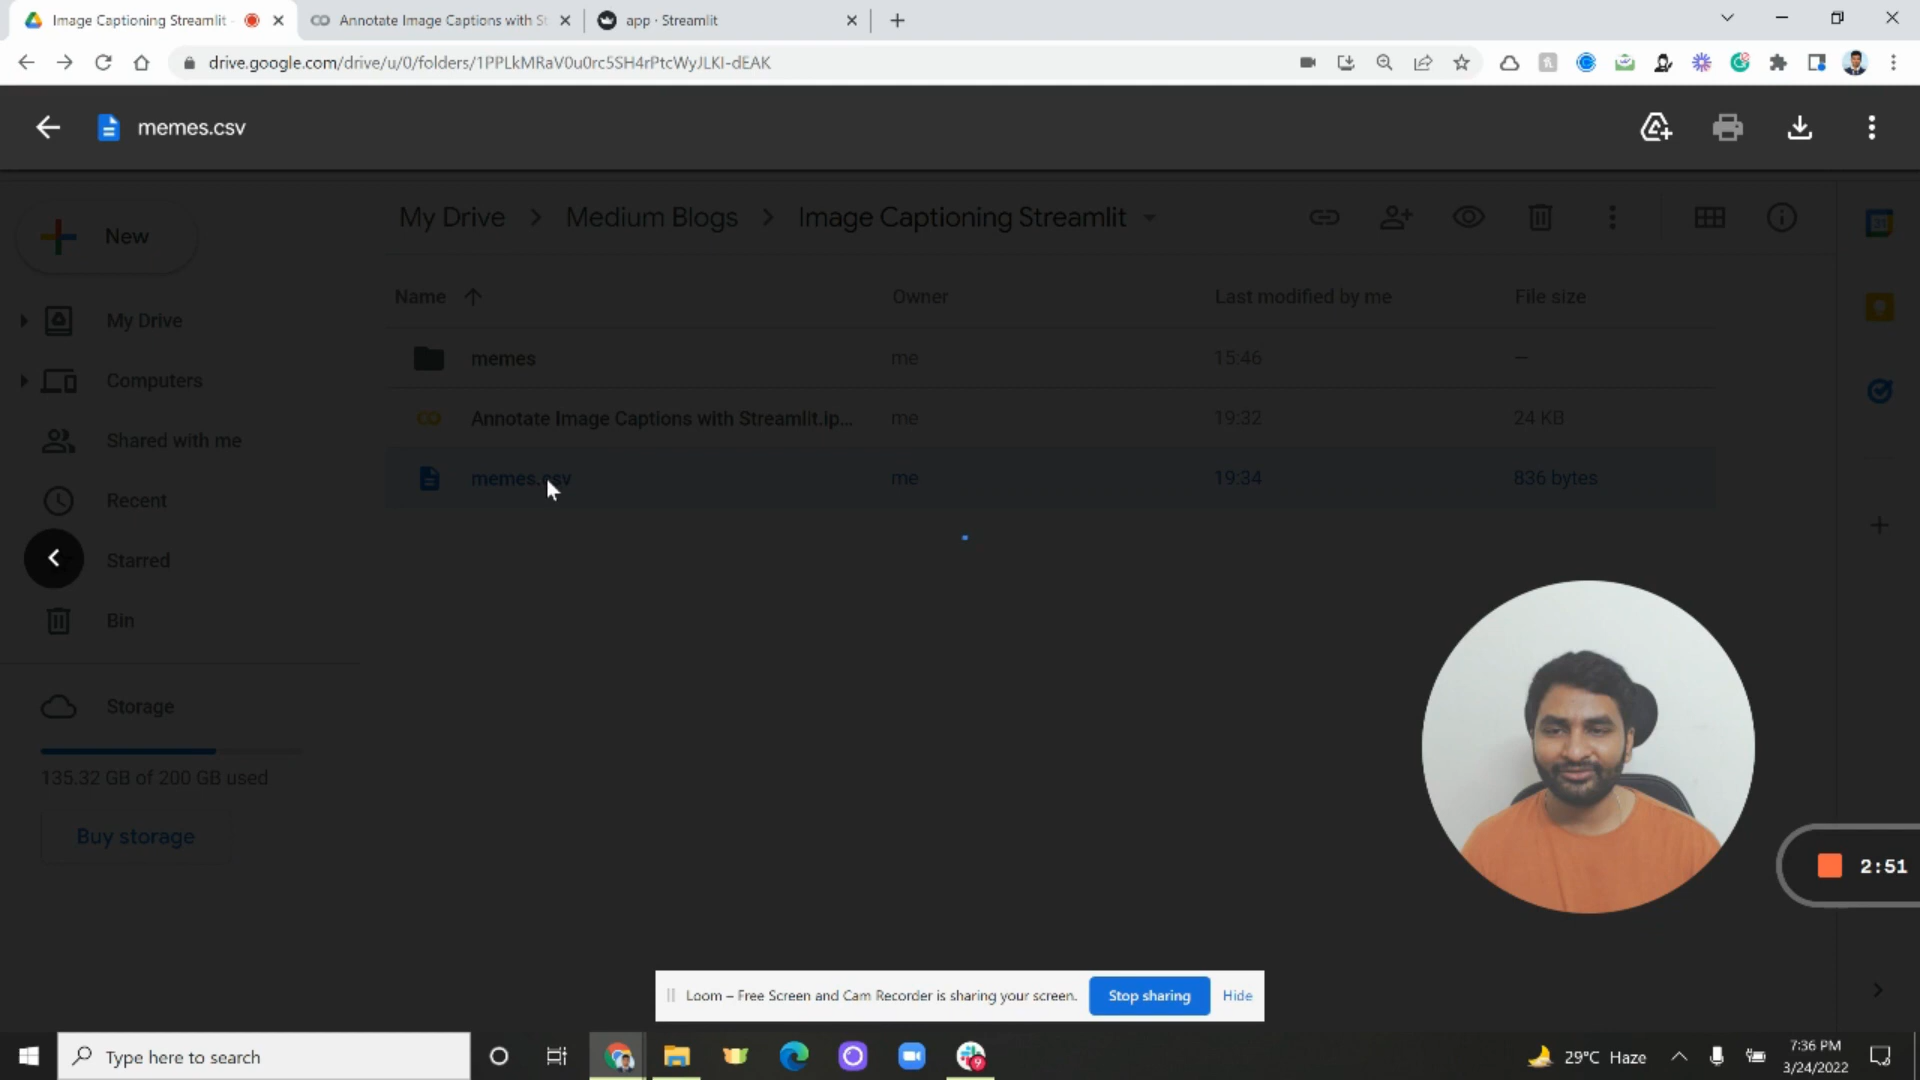 Image Captioning Streamlit -
Annotate Image Captions with St
app · Streamlit
drive.google.com/drive/u/0/folders/1PPLkMRaV0u0rc5SH4rPtcWyJLKI-dEAK
memes.csv
New
My Drive > Medium Blogs > Image Captioning Streamlit
Name Owner Last modified by me File size
My Drive
memes me 15:46 —
Computers
Annotate Image Captions with Streamlit.ip... me 19:32 24 KB
Shared with me
memes.csv me 19:34 836 bytes
Recent
Starred
Bin
Storage
135.32 GB of 200 GB used
Buy storage
2:51
Loom – Free Screen and Cam Recorder is sharing your screen. Stop sharing Hide
Type here to search
29°C Haze
7:36 PM
3/24/2022